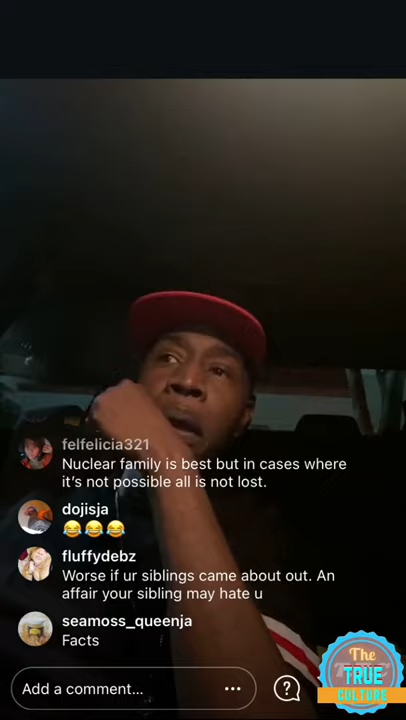 felfelicia321
Nuclear family is best but in cases where
it's not possible all is not lost.
dojisja
😂😂😂
fluffydebz
Worse if ur siblings came about out. An
affair your sibling may hate u
seamoss_queenja
Facts
Add a comment...
The
TRUE
CULTURE